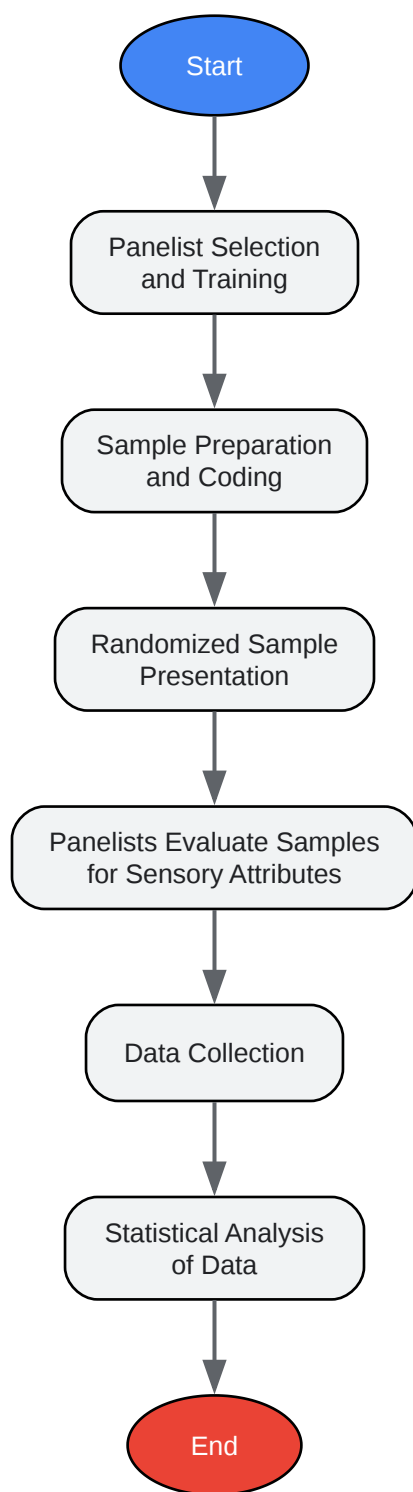 Start
Panelist Selection
and Training
Sample Preparation
and Coding
Randomized Sample
Presentation
Panelists Evaluate Samples
for Sensory Attributes
Data Collection
Statistical Analysis
of Data
End